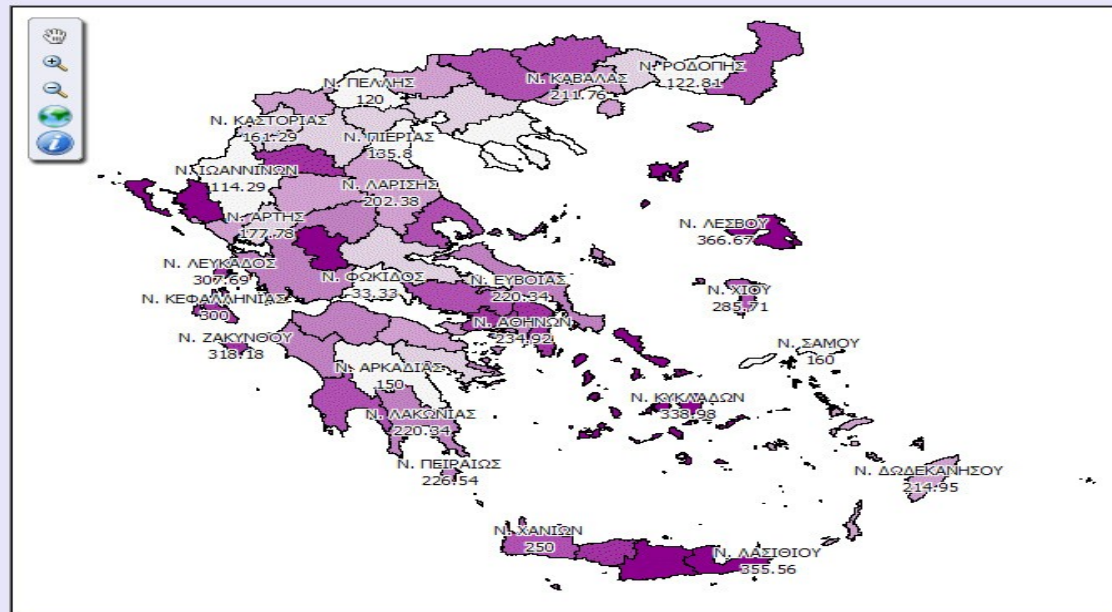 Ν. ΡΟΔΟΠΗΣ
122.81
Ν. ΚΑΒΑΛΑΣ
211.76
Ν. ΠΕΛΛΗΣ
120
Ν. ΚΑΣΤΟΡΙΑΣ
161.29
Ν. ΠΙΕΡΙΑΣ
135.8
Ν. ΙΩΑΝΝΙΝΩΝ
114.29
Ν. ΛΑΡΙΣΗΣ
202.38
Ν. ΑΡΤΗΣ
177.78
Ν. ΛΕΣΒΟΥ
366.67
Ν. ΛΕΥΚΑΔΟΣ
307.69
Ν. ΦΩΚΙΔΟΣ
33.33
Ν. ΕΥΒΟΙΑΣ
220.34
Ν. ΧΙΟΥ
285.71
Ν. ΚΕΦΑΛΛΗΝΙΑΣ
300
Ν. ΑΘΗΝΩΝ
234.92
Ν. ΖΑΚΥΝΘΟΥ
318.18
Ν. ΣΑΜΟΥ
160
Ν. ΑΡΚΑΔΙΑΣ
150
Ν. ΚΥΚΛΑΔΩΝ
338.98
Ν. ΛΑΚΩΝΙΑΣ
220.34
Ν. ΠΕΙΡΑΙΩΣ
226.54
Ν. ΔΩΔΕΚΑΝΗΣΟΥ
214.95
Ν. ΧΑΝΙΩΝ
250
Ν. ΛΑΣΙΘΙΟΥ
355.56